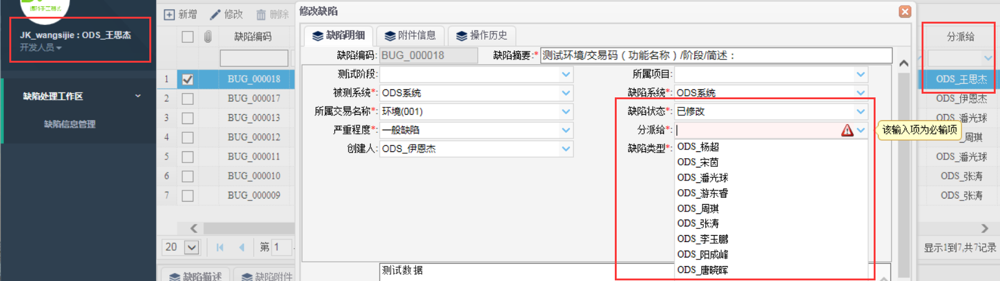 JK_wangsijie : ODS_王思杰
开发人员
缺陷处理工作区
缺陷信息管理
新增 修改 删除
缺陷编码
1 BUG_000018
2 BUG_000017
3 BUG_000013
4 BUG_000012
5 BUG_000011
6 BUG_000010
7 BUG_000009
20 第 1
缺陷描述 缺陷附件
修改缺陷
缺陷明细 附件信息 操作历史
缺陷编码: BUG_000018 缺陷摘要:* 测试环境/交易码（功能名称）/阶段/简述：
测试阶段: 所属项目:
被测系统*: ODS系统 缺陷系统*: ODS系统
所属交易名称*: 环境(001) 缺陷状态*: 已修改
严重程度*: 一般缺陷 分派给*:
该输入项为必输项
创建人: ODS_伊恩杰 缺陷类型*:
ODS_杨超
ODS_宋茵
ODS_潘光球
ODS_游东睿
ODS_周琪
ODS_张涛
ODS_李玉鹏
ODS_阳成峰
ODS_唐晓晖
测试数据
分派给
ODS_王思杰
ODS_伊恩杰
ODS_潘光球
_周琪
ODS_潘光球
ODS_张涛
ODS_张涛
显示1到7,共7记录